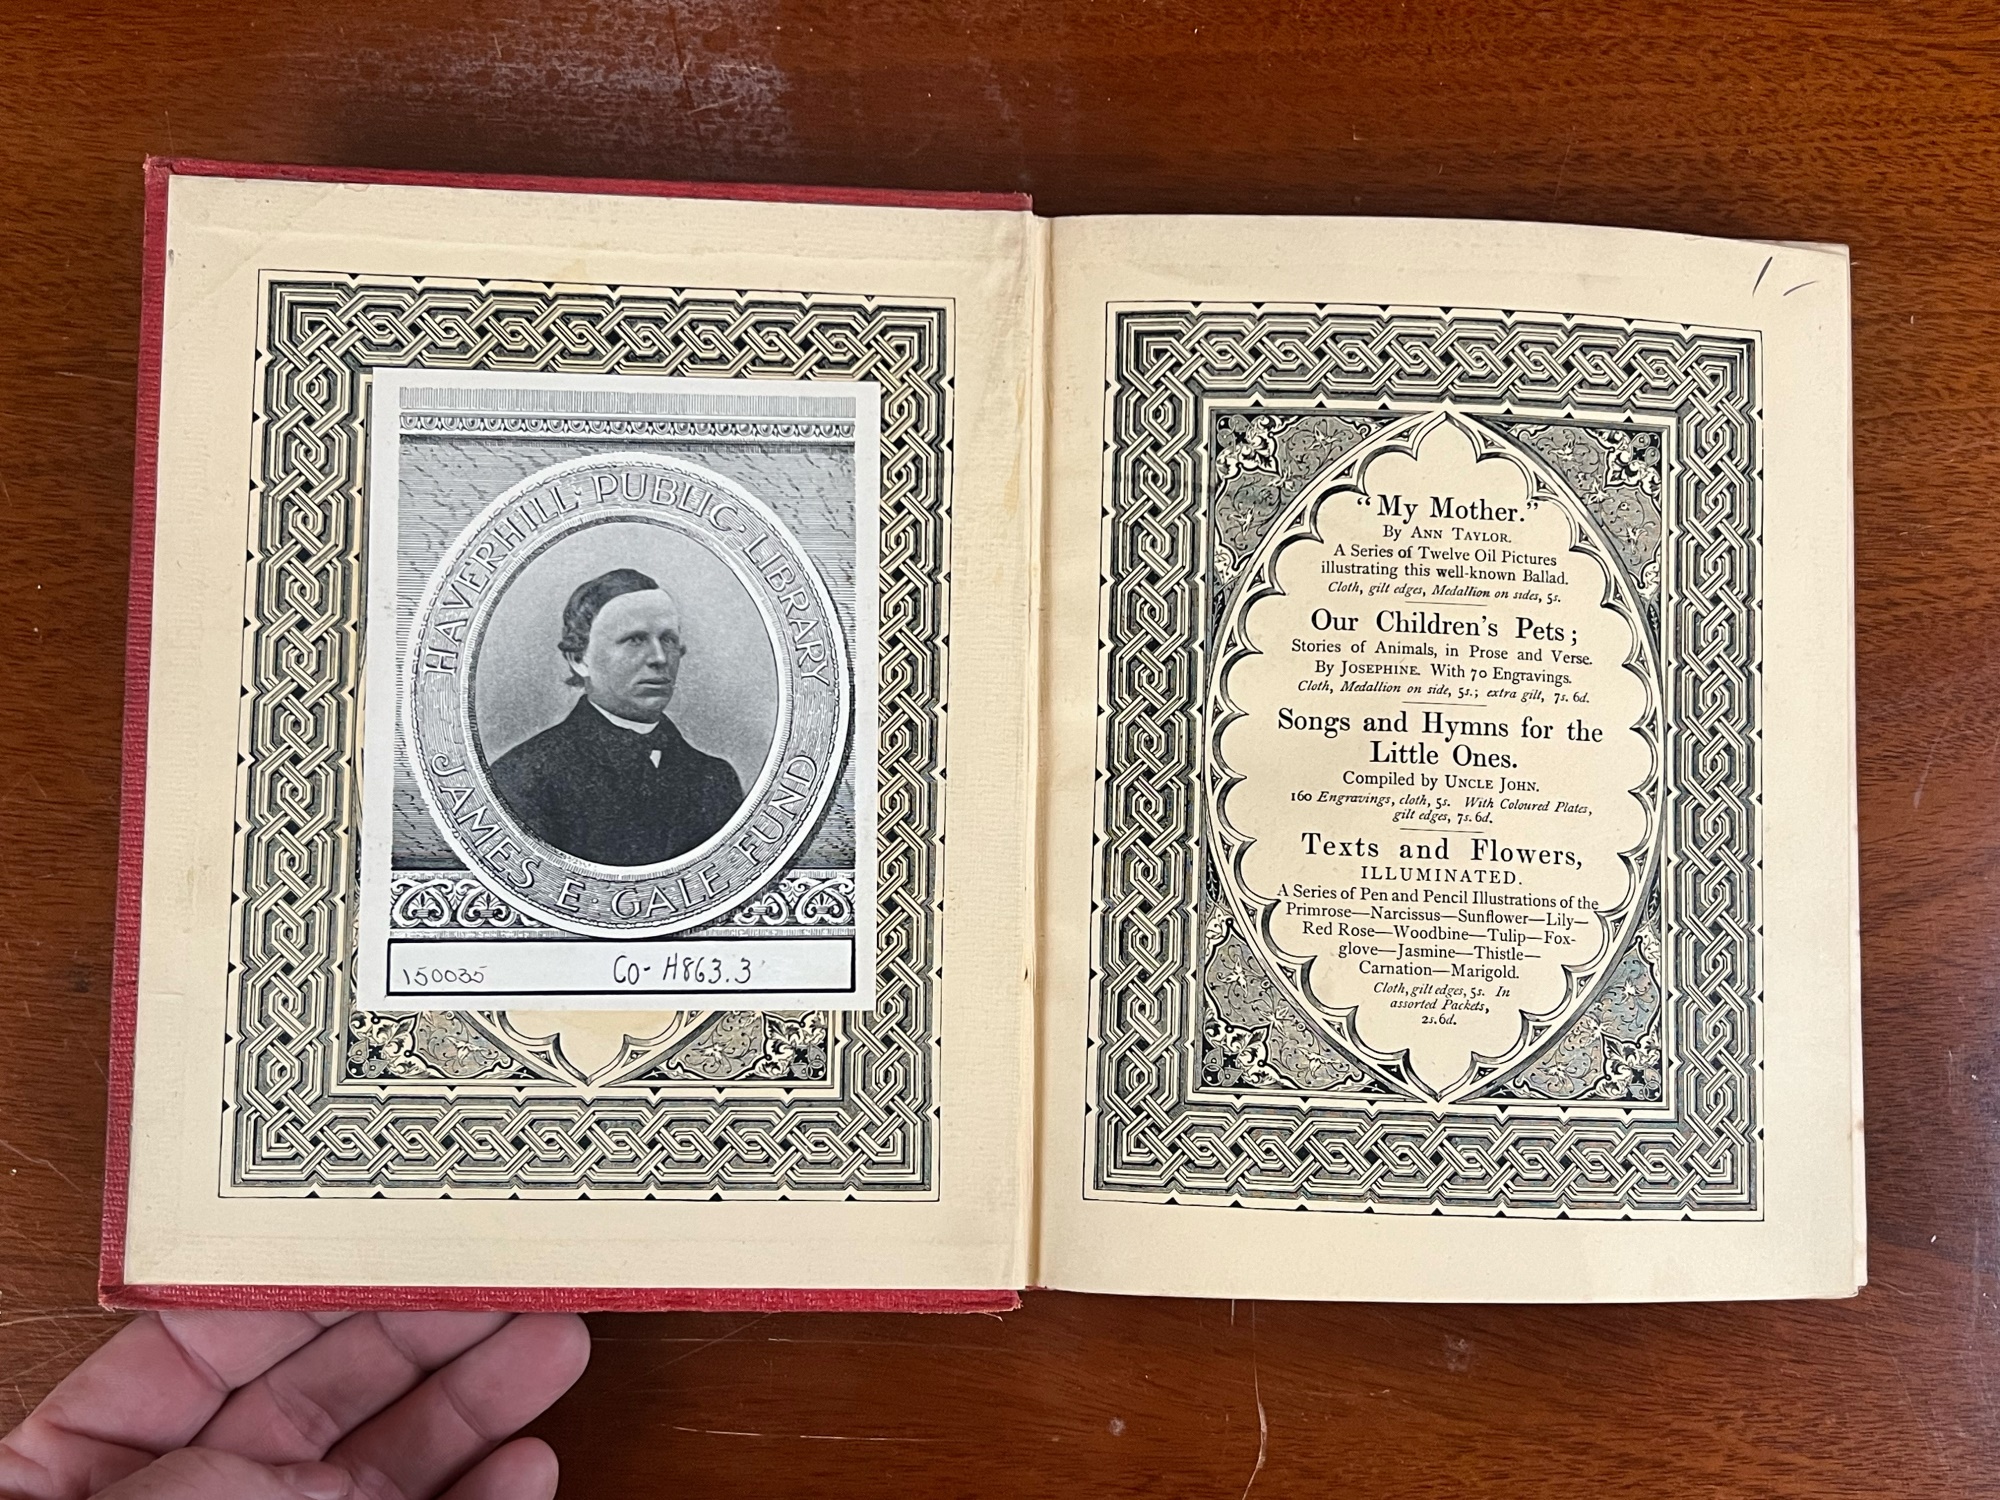 HAVERHILL · PUBLIC · LIBRARY
JAMES E · GALE · FUND
150035 Co- H863.3
1 -
"My Mother."
By ANN TAYLOR.
A Series of Twelve Oil Pictures
illustrating this well-known Ballad.
Cloth, gilt edges, Medallion on sides, 5s.
Our Children's Pets;
Stories of Animals, in Prose and Verse.
By JOSEPHINE. With 70 Engravings.
Cloth, Medallion on side, 5s.; extra gilt, 7s. 6d.
Songs and Hymns for the
Little Ones.
Compiled by UNCLE JOHN.
160 Engravings, cloth, 5s. With Coloured Plates,
gilt edges, 7s. 6d.
Texts and Flowers,
ILLUMINATED.
A Series of Pen and Pencil Illustrations of the
Primrose—Narcissus—Sunflower—Lily—
Red Rose—Woodbine—Tulip—Fox-
glove—Jasmine—Thistle—
Carnation—Marigold.
Cloth, gilt edges, 5s. In
assorted Packets,
2s. 6d.